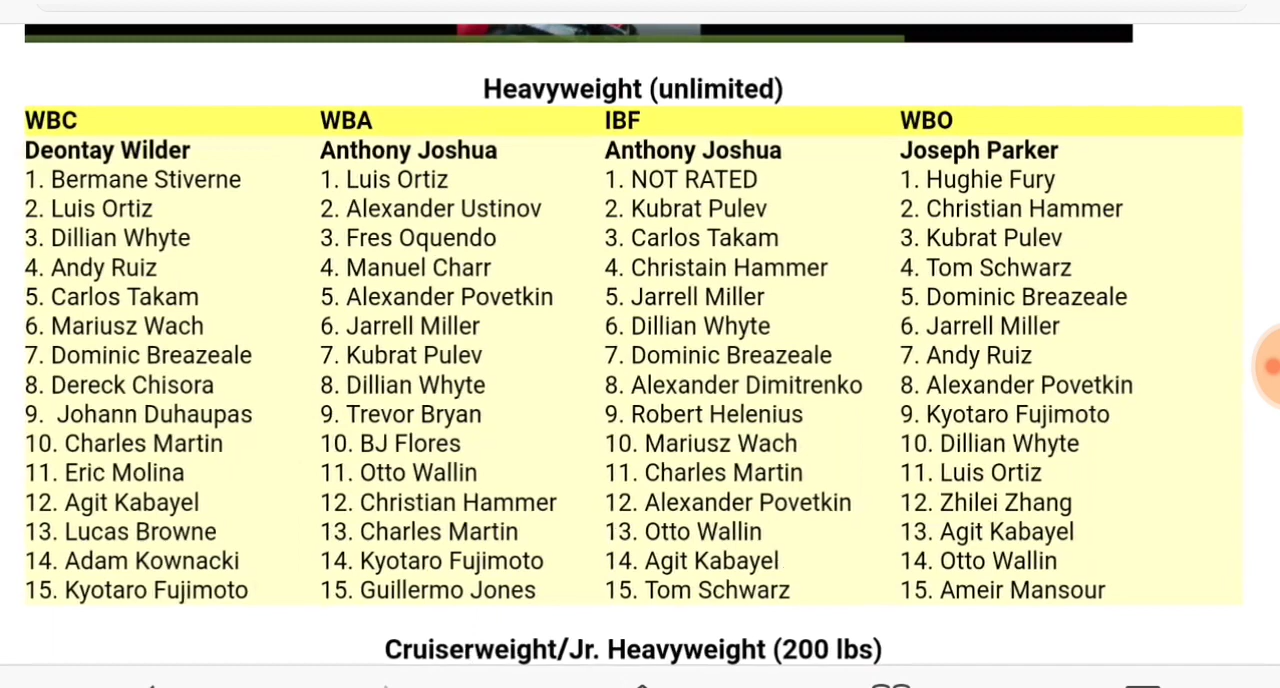 Heavyweight (unlimited)
WBC WBA IBF WBO
Deontay Wilder Anthony Joshua Anthony Joshua Joseph Parker
1. Bermane Stiverne 1. Luis Ortiz 1. NOT RATED 1. Hughie Fury
2. Luis Ortiz 2. Alexander Ustinov 2. Kubrat Pulev 2. Christian Hammer
3. Dillian Whyte 3. Fres Oquendo 3. Carlos Takam 3. Kubrat Pulev
4. Andy Ruiz 4. Manuel Charr 4. Christain Hammer 4. Tom Schwarz
5. Carlos Takam 5. Alexander Povetkin 5. Jarrell Miller 5. Dominic Breazeale
6. Mariusz Wach 6. Jarrell Miller 6. Dillian Whyte 6. Jarrell Miller
7. Dominic Breazeale 7. Kubrat Pulev 7. Dominic Breazeale 7. Andy Ruiz
8. Dereck Chisora 8. Dillian Whyte 8. Alexander Dimitrenko 8. Alexander Povetkin
9. Johann Duhaupas 9. Trevor Bryan 9. Robert Helenius 9. Kyotaro Fujimoto
10. Charles Martin 10. BJ Flores 10. Mariusz Wach 10. Dillian Whyte
11. Eric Molina 11. Otto Wallin 11. Charles Martin 11. Luis Ortiz
12. Agit Kabayel 12. Christian Hammer 12. Alexander Povetkin 12. Zhilei Zhang
13. Lucas Browne 13. Charles Martin 13. Otto Wallin 13. Agit Kabayel
14. Adam Kownacki 14. Kyotaro Fujimoto 14. Agit Kabayel 14. Otto Wallin
15. Kyotaro Fujimoto 15. Guillermo Jones 15. Tom Schwarz 15. Ameir Mansour
Cruiserweight/Jr. Heavyweight (200 lbs)